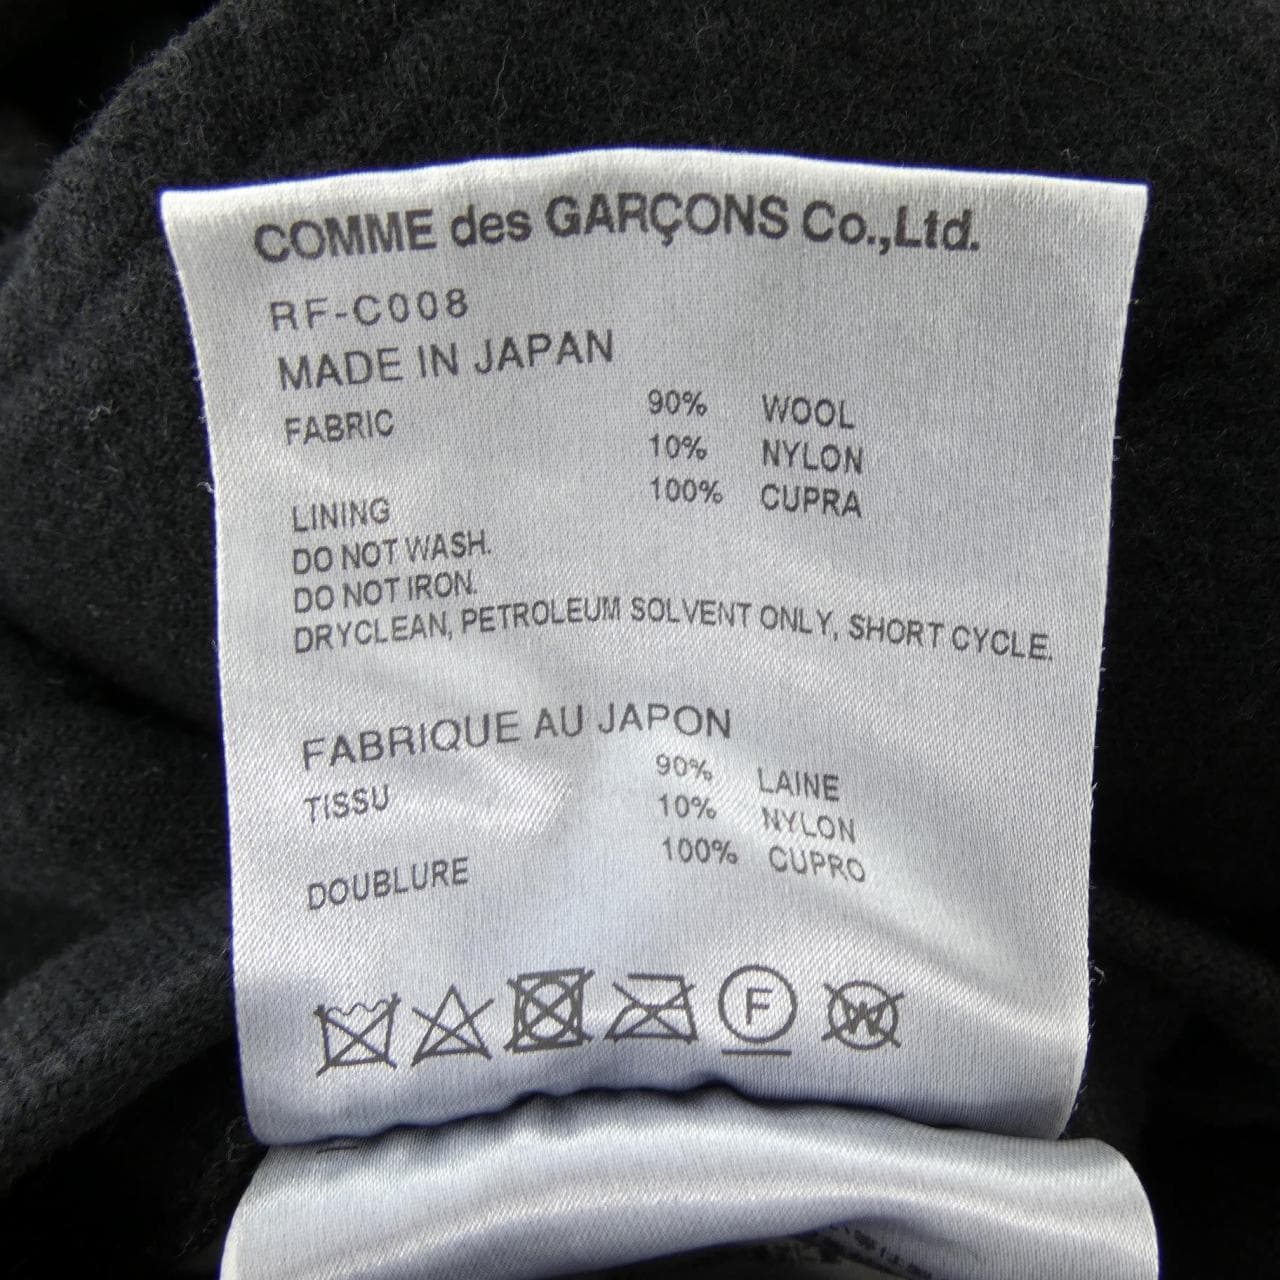 COMME des GARÇONS Co.,Ltd.
RF-C008
MADE IN JAPAN
FABRIC 90% WOOL
10% NYLON
LINING 100% CUPRA
DO NOT WASH.
DO NOT IRON.
DRYCLEAN, PETROLEUM SOLVENT ONLY, SHORT CYCLE.
FABRIQUE AU JAPON
TISSU 90% LAINE
10% NYLON
DOUBLURE 100% CUPRO
F W